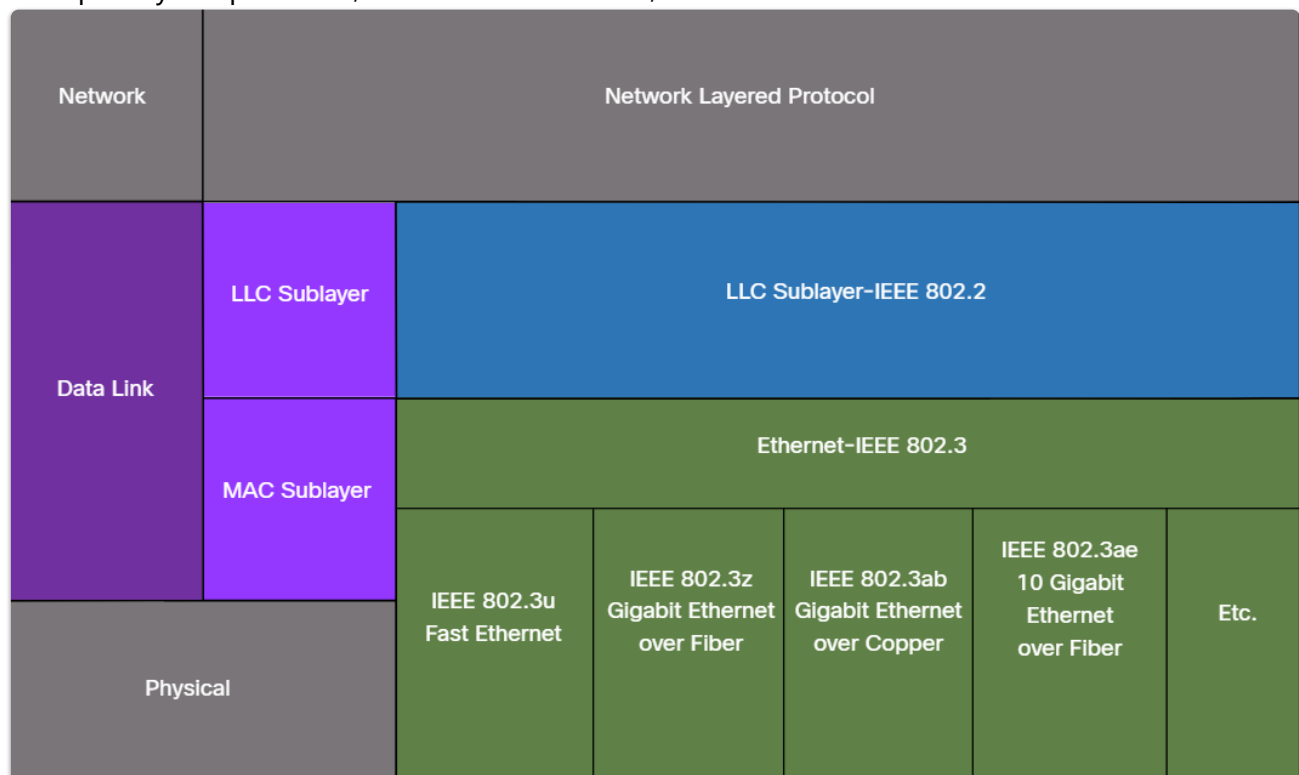 Network
Network Layered Protocol
LLC Sublayer
LLC Sublayer-IEEE 802.2
Data Link
Ethernet-IEEE 802.3
MAC Sublayer
IEEE 802.3u
Fast Ethernet
IEEE 802.3z
Gigabit Ethernet
over Fiber
IEEE 802.3ab
Gigabit Ethernet
over Copper
IEEE 802.3ae
10 Gigabit
Ethernet
over Fiber
Etc.
Physical